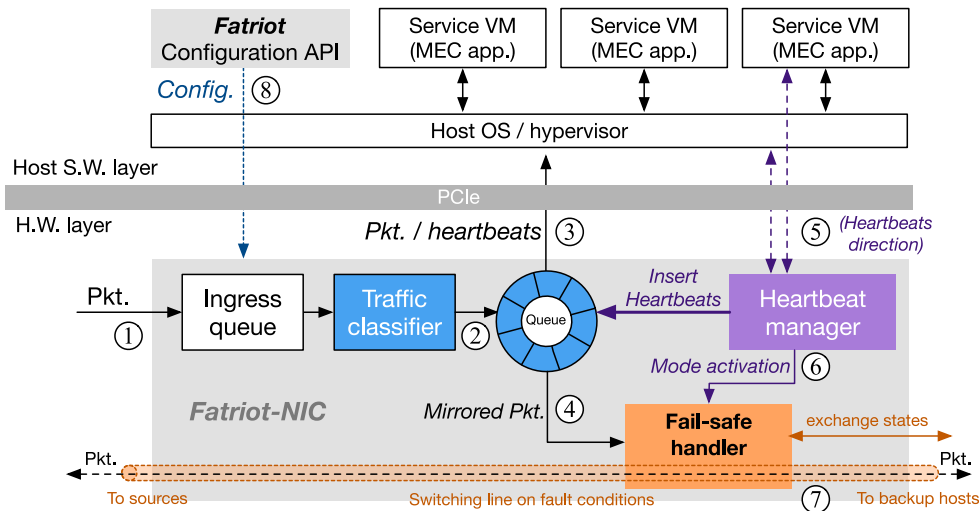 Fatriot
Configuration API
Service VM
(MEC app.)
Service VM
(MEC app.)
Service VM
(MEC app.)
Config. 8
Host OS / hypervisor
Host S.W. layer
PCIe
H.W. layer
Pkt. / heartbeats 3
5 (Heartbeats
direction)
Pkt.
1
Ingress
queue
Traffic
classifier
2
Queue
Insert
Heartbeats
Heartbeat
manager
Mode activation 6
Fatriot-NIC
Mirrored Pkt. 4
Fail-safe
handler
exchange states
Pkt.
Pkt.
To sources
Switching line on fault conditions
7
To backup hosts